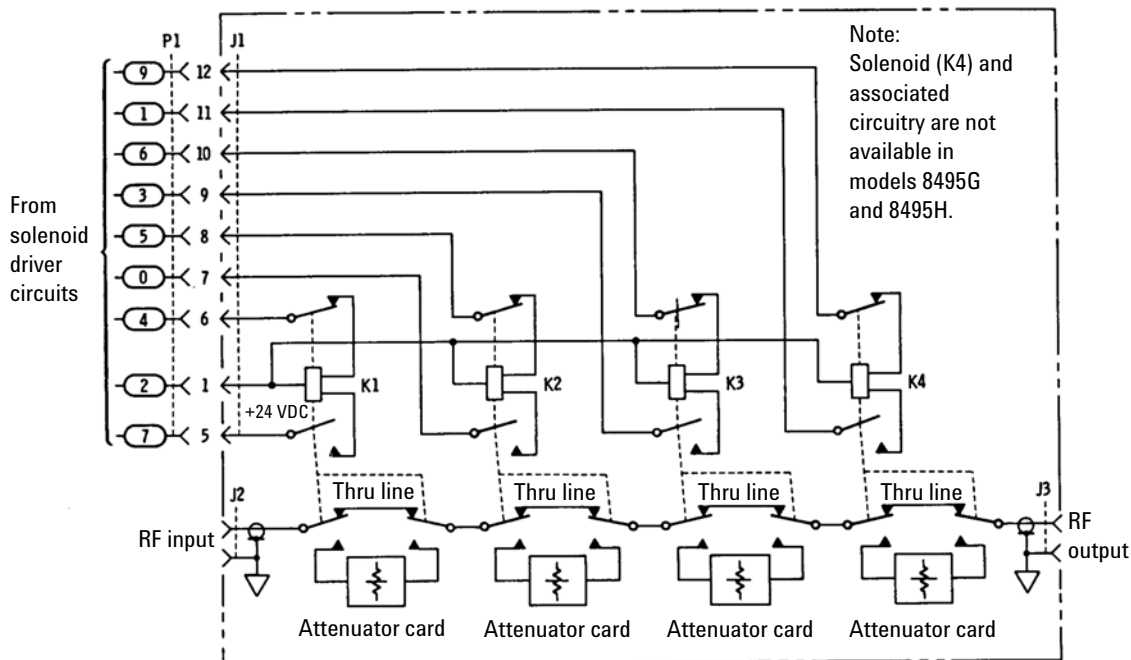 P1
J1
9
12
1
11
6
10
3
9
5
8
0
7
4
6
2
1
7
5
From
solenoid
driver
circuits
Note:
Solenoid (K4) and
associated
circuitry are not
available in
models 8495G
and 8495H.
K1
K2
K3
K4
+24 VDC
J2
Thru line
Thru line
Thru line
Thru line
J3
RF input
RF
output
Attenuator card
Attenuator card
Attenuator card
Attenuator card